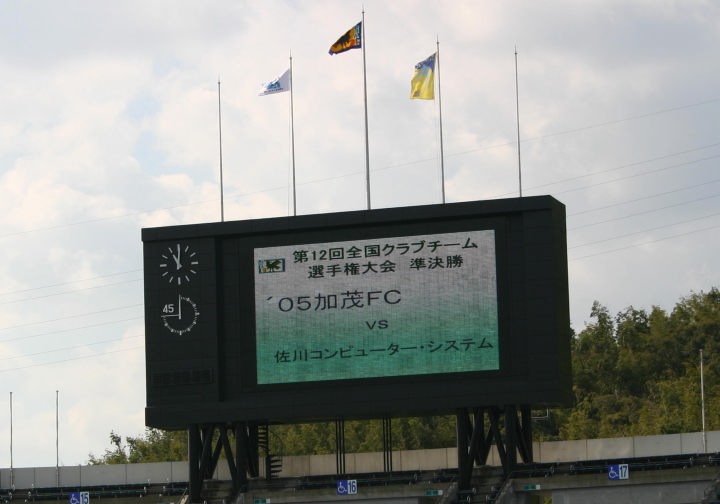 第12回全国クラブチーム
選手権大会 準決勝
´05加茂FC
vs
佐川コンピューター・システム
45
15
16
17